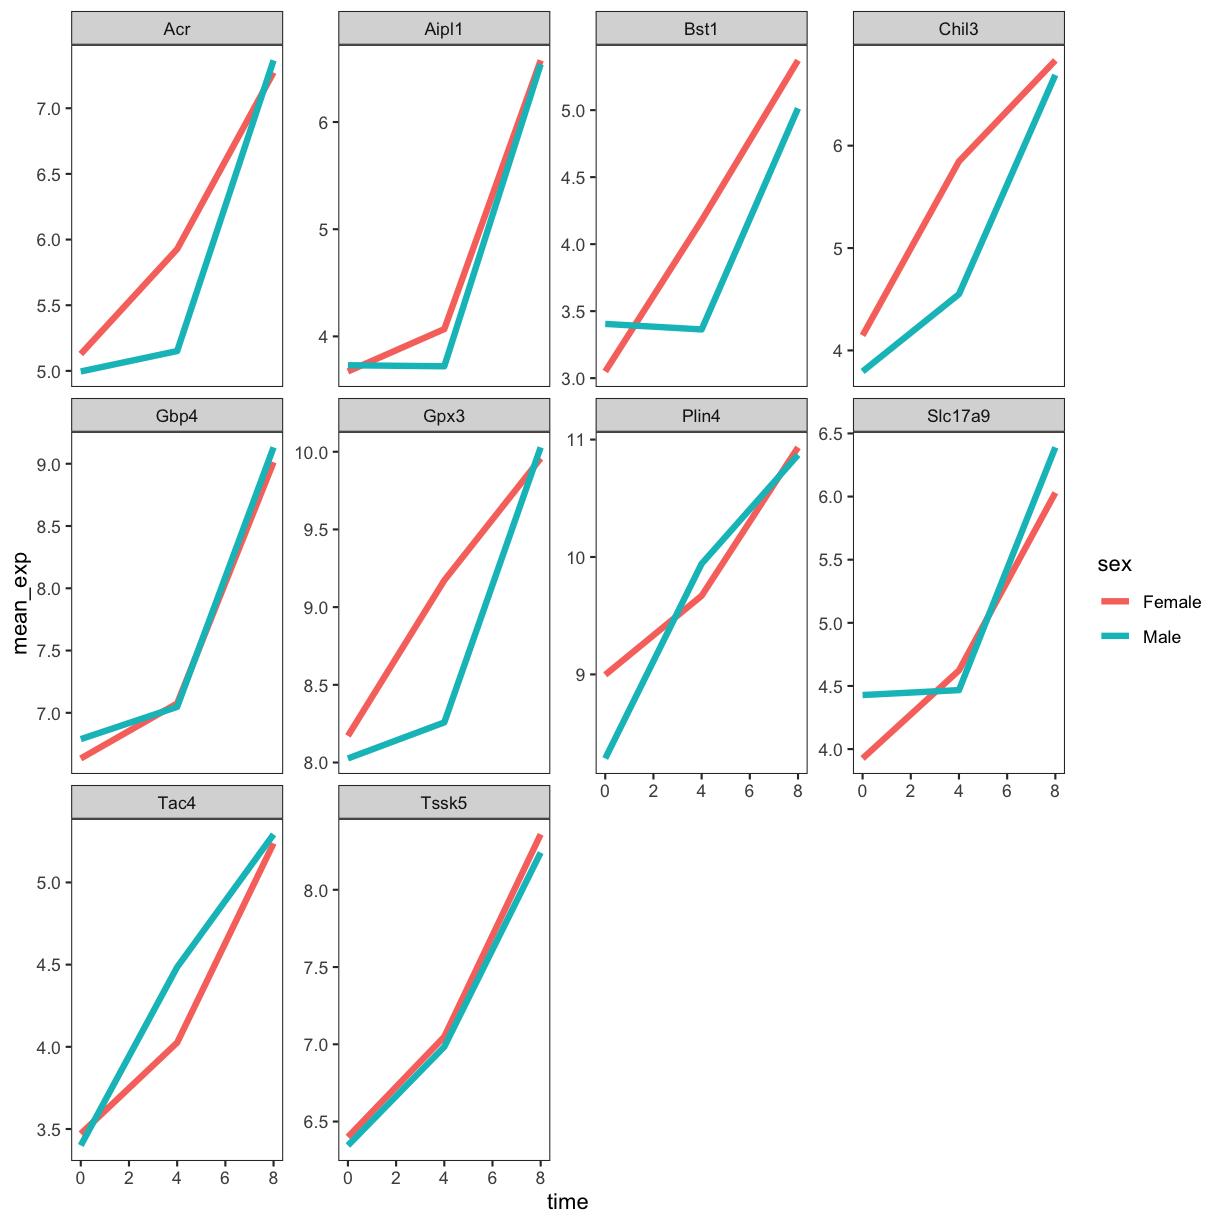 Acr Aipl1 Bst1 Chil3
7.0 6.5 6.0 5.5 5.0
6 5 4
5.0 4.5 4.0 3.5 3.0
6 5 4
Gbp4 Gpx3 Plin4 Slc17a9
9.0 8.5 8.0 7.5 7.0
10.0 9.5 9.0 8.5 8.0
11 10 9
6.5 6.0 5.5 5.0 4.5 4.0
0 2 4 6 8 0 2 4 6 8
Tac4 Tssk5
5.0 4.5 4.0 3.5
8.0 7.5 7.0 6.5
0 2 4 6 8 0 2 4 6 8
time
mean_exp
sex
Female
Male